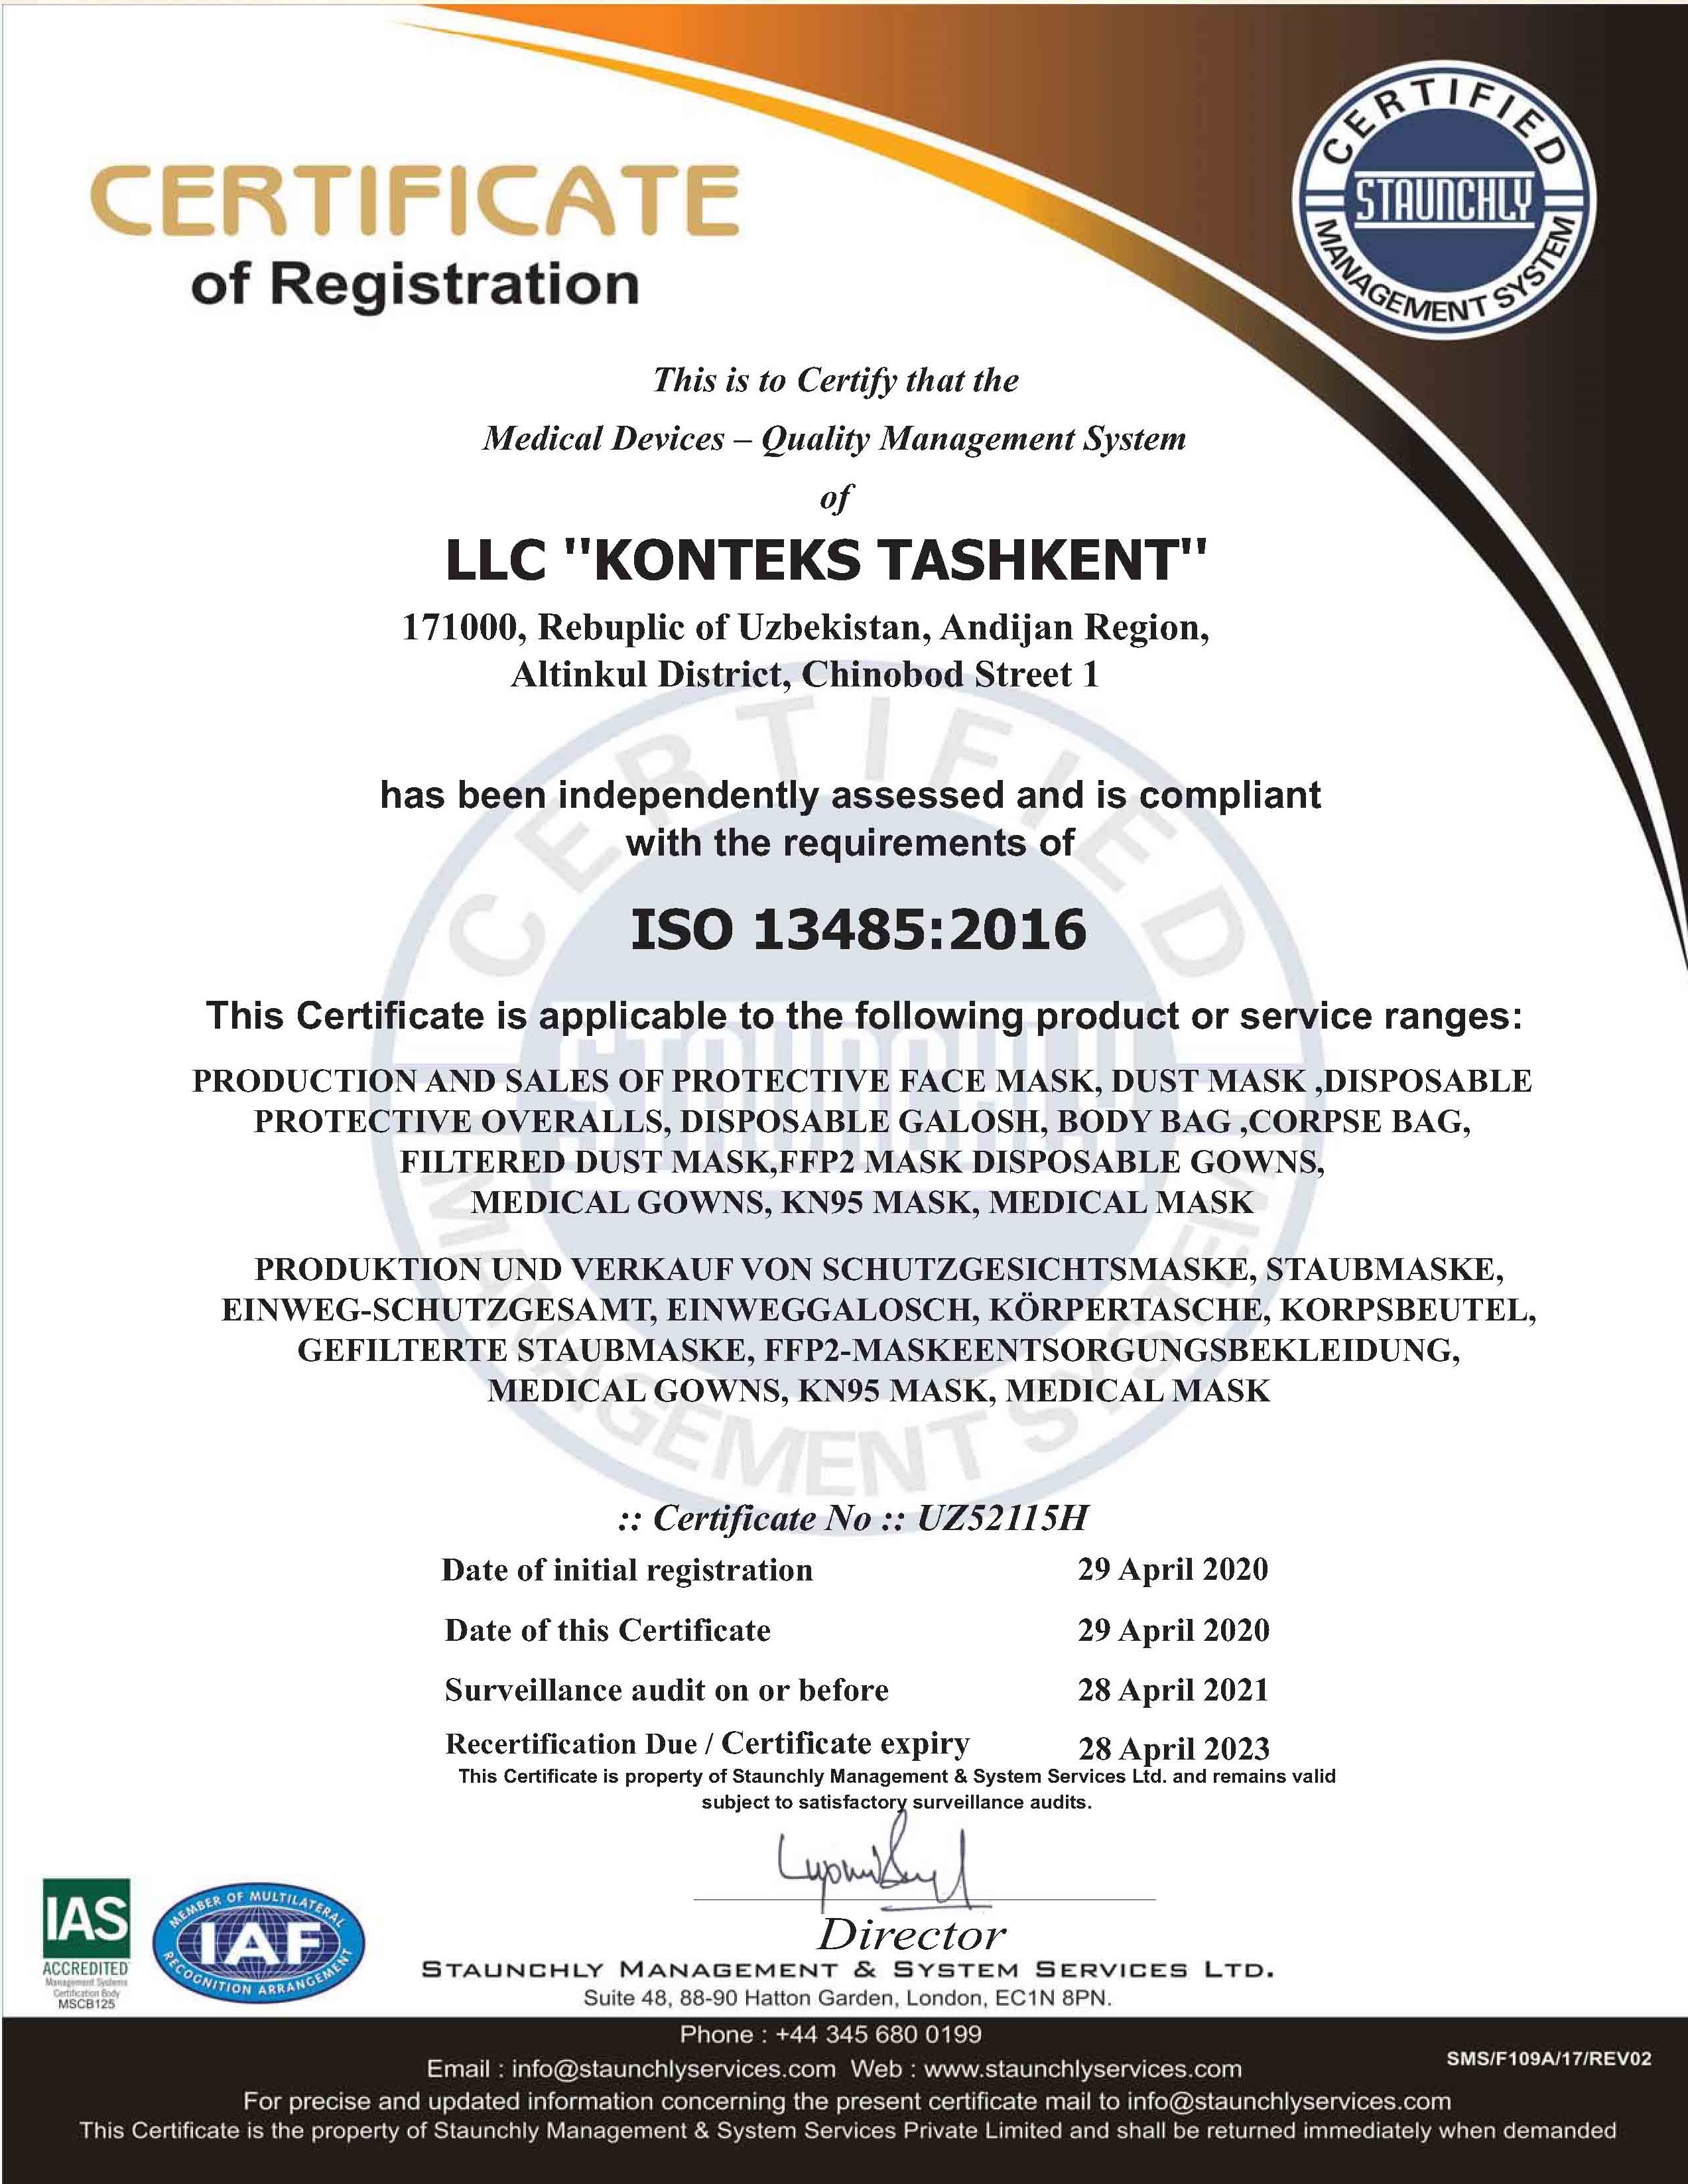 CERTIFICATE
of Registration
CERTIFIED
STAUNCHLY
MANAGEMENT SYSTEM
This is to Certify that the
Medical Devices – Quality Management System
of
LLC "KONTEKS TASHKENT"
171000, Rebuplic of Uzbekistan, Andijan Region,
Altinkul District, Chinobod Street 1
has been independently assessed and is compliant
with the requirements of
ISO 13485:2016
This Certificate is applicable to the following product or service ranges:
PRODUCTION AND SALES OF PROTECTIVE FACE MASK, DUST MASK ,DISPOSABLE
PROTECTIVE OVERALLS, DISPOSABLE GALOSH, BODY BAG ,CORPSE BAG,
FILTERED DUST MASK,FFP2 MASK DISPOSABLE GOWNS,
MEDICAL GOWNS, KN95 MASK, MEDICAL MASK
PRODUKTION UND VERKAUF VON SCHUTZGESICHTSMASKE, STAUBMASKE,
EINWEG-SCHUTZGESAMT, EINWEGGALOSCH, KÖRPERTASCHE, KORPSBEUTEL,
GEFILTERTE STAUBMASKE, FFP2-MASKEENTSORGUNGSBEKLEIDUNG,
MEDICAL GOWNS, KN95 MASK, MEDICAL MASK
CERTIFIED
STAUNCHLY
MANAGEMENT SYSTEM
:: Certificate No :: UZ52115H
Date of initial registration 29 April 2020
Date of this Certificate 29 April 2020
Surveillance audit on or before 28 April 2021
Recertification Due / Certificate expiry 28 April 2023
This Certificate is property of Staunchly Management & System Services Ltd. and remains valid
subject to satisfactory surveillance audits.
Director
STAUNCHLY MANAGEMENT & SYSTEM SERVICES LTD.
Suite 48, 88-90 Hatton Garden, London, EC1N 8PN.
IAS
ACCREDITED
Management Systems
Certification Body
MSCB125
MEMBER OF MULTILATERAL
IAF
RECOGNITION ARRANGEMENT
Phone : +44 345 680 0199
Email : info@staunchlyservices.com Web : www.staunchlyservices.com
SMS/F109A/17/REV02
For precise and updated information concerning the present certificate mail to info@staunchlyservices.com
This Certificate is the property of Staunchly Management & System Services Private Limited and shall be returned immediately when demanded